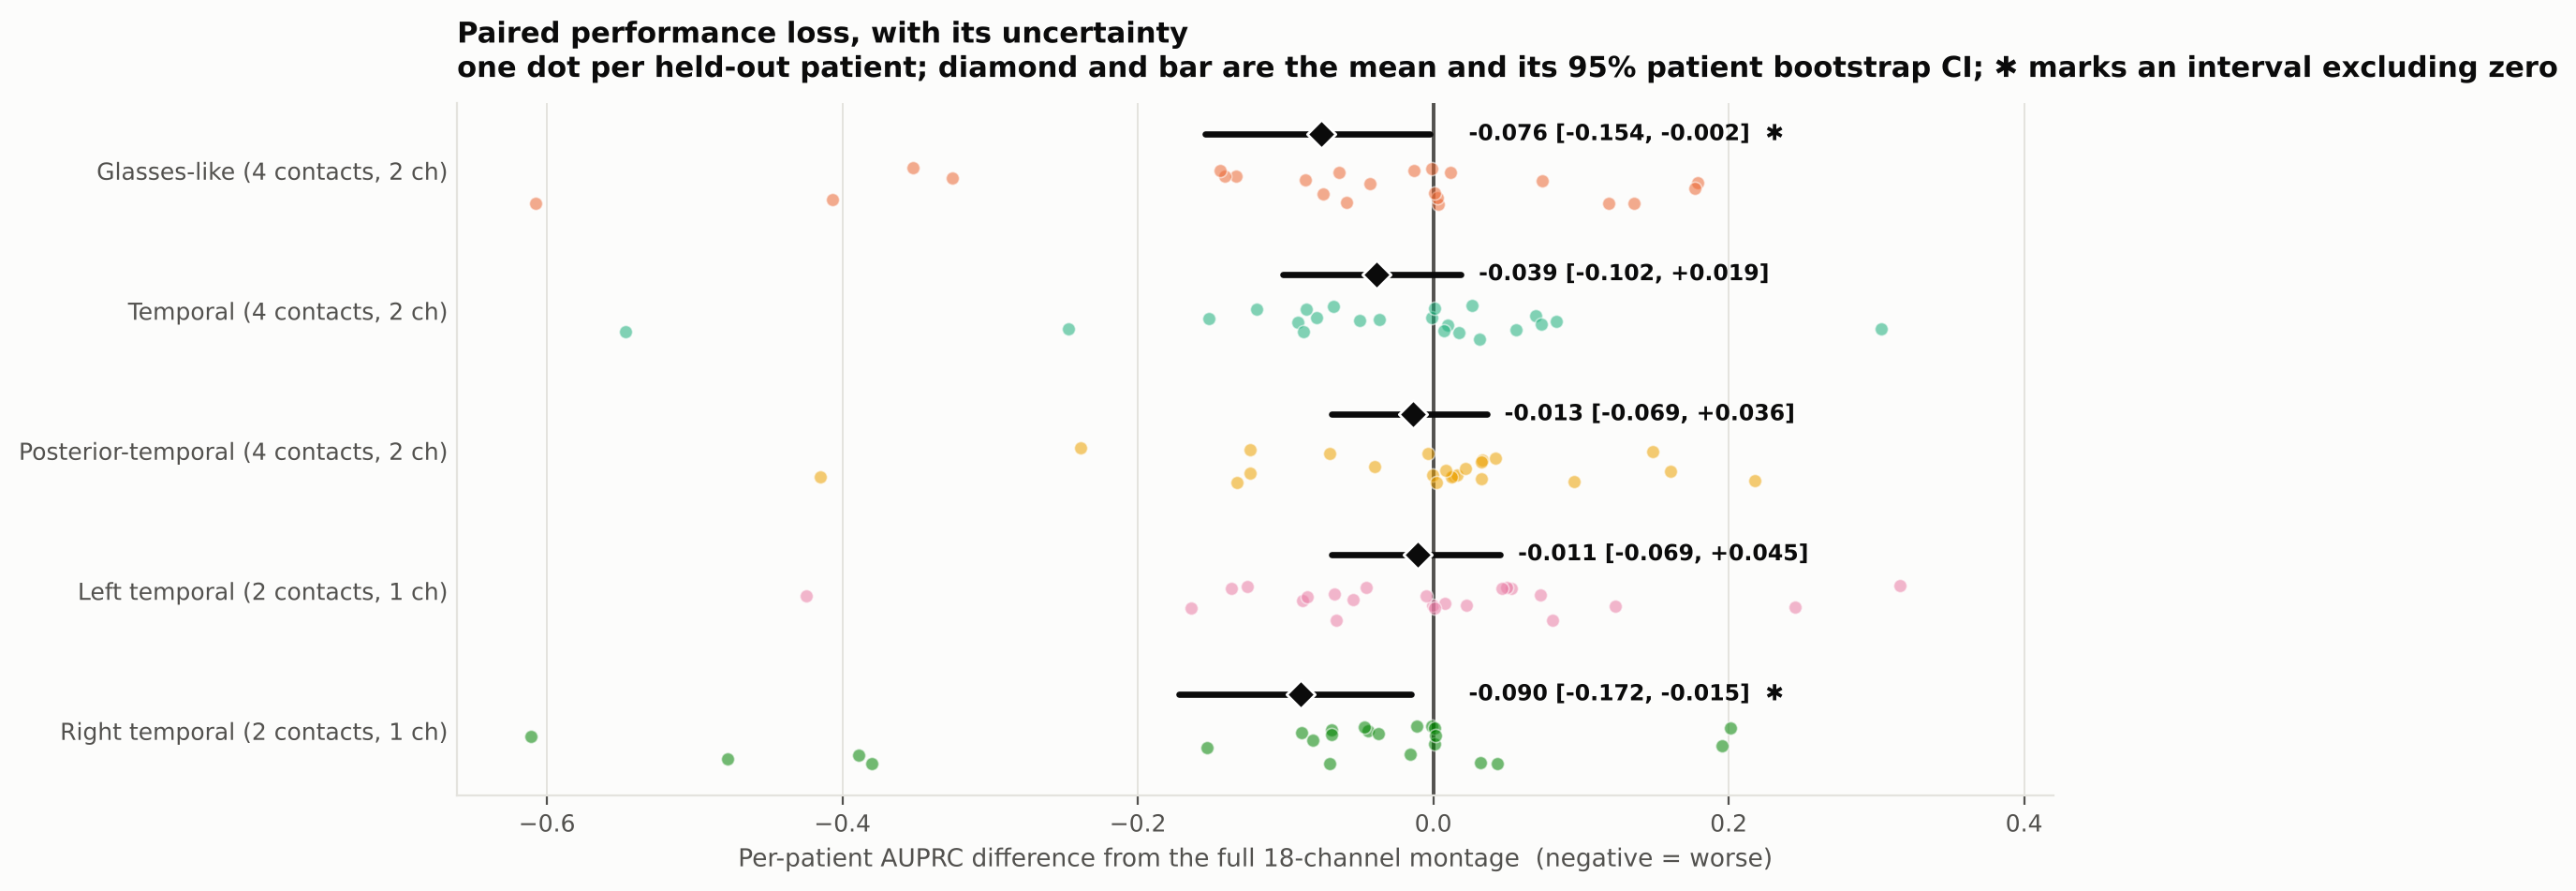 Paired performance loss, with its uncertainty
one dot per held-out patient; diamond and bar are the mean and its 95% patient bootstrap CI; ✱ marks an interval excluding zero
-0.076 [-0.154, -0.002] ✱
Glasses-like (4 contacts, 2 ch)
-0.039 [-0.102, +0.019]
Temporal (4 contacts, 2 ch)
-0.013 [-0.069, +0.036]
Posterior-temporal (4 contacts, 2 ch)
-0.011 [-0.069, +0.045]
Left temporal (2 contacts, 1 ch)
-0.090 [-0.172, -0.015] ✱
Right temporal (2 contacts, 1 ch)
−0.6 −0.4 −0.2 0.0 0.2 0.4
Per-patient AUPRC difference from the full 18-channel montage (negative = worse)